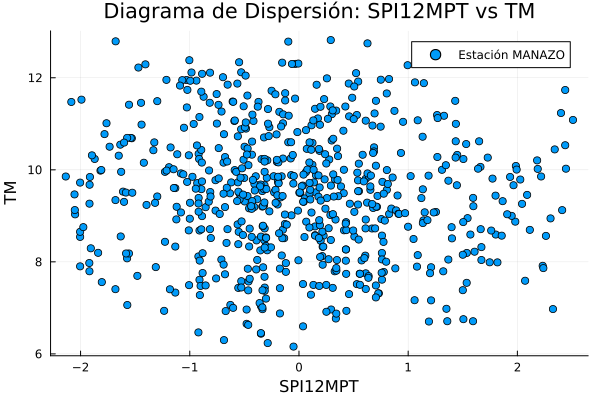 Diagrama de Dispersión: SPI12MPT vs TM
Estación MANAZO
TM
12
10
8
6
−2
−1
0
1
2
SPI12MPT